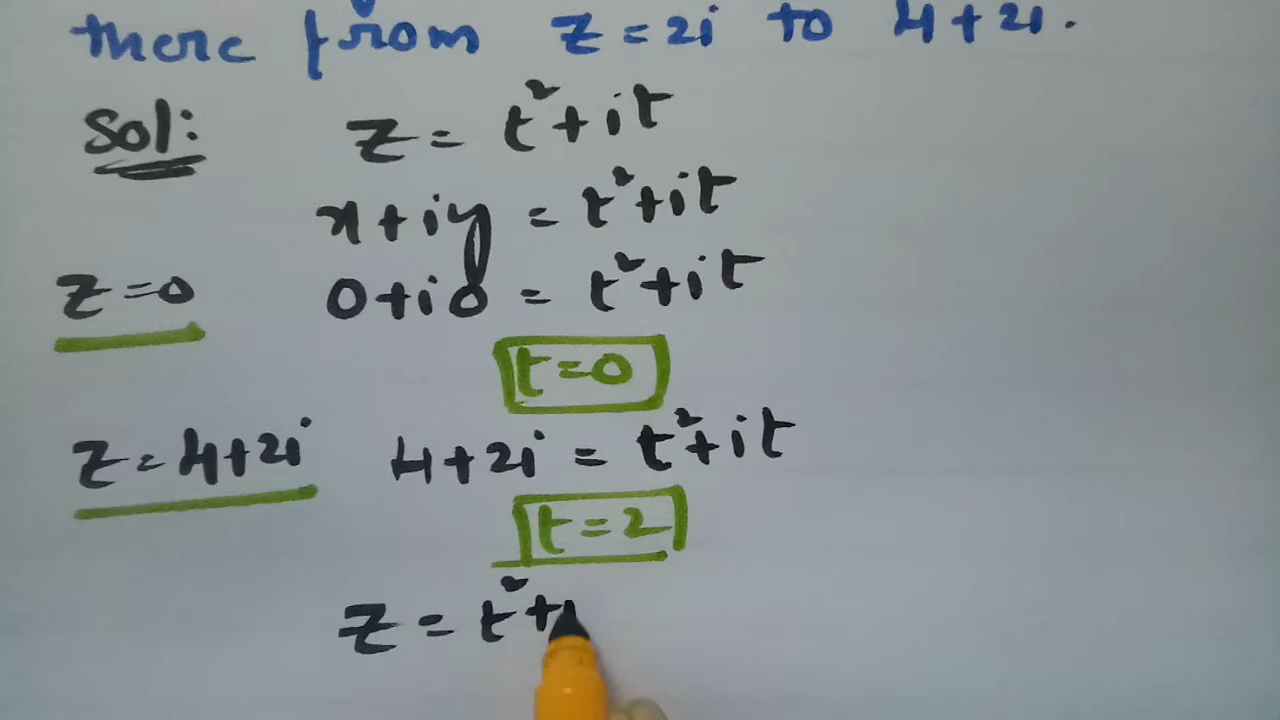 there from z=2i to 4+2i.
Sol: z = t²+it
x+iy = t²+it
z=0 0+i0 = t²+it
t=0
z=4+2i 4+2i = t²+it
t=2
z = t²+